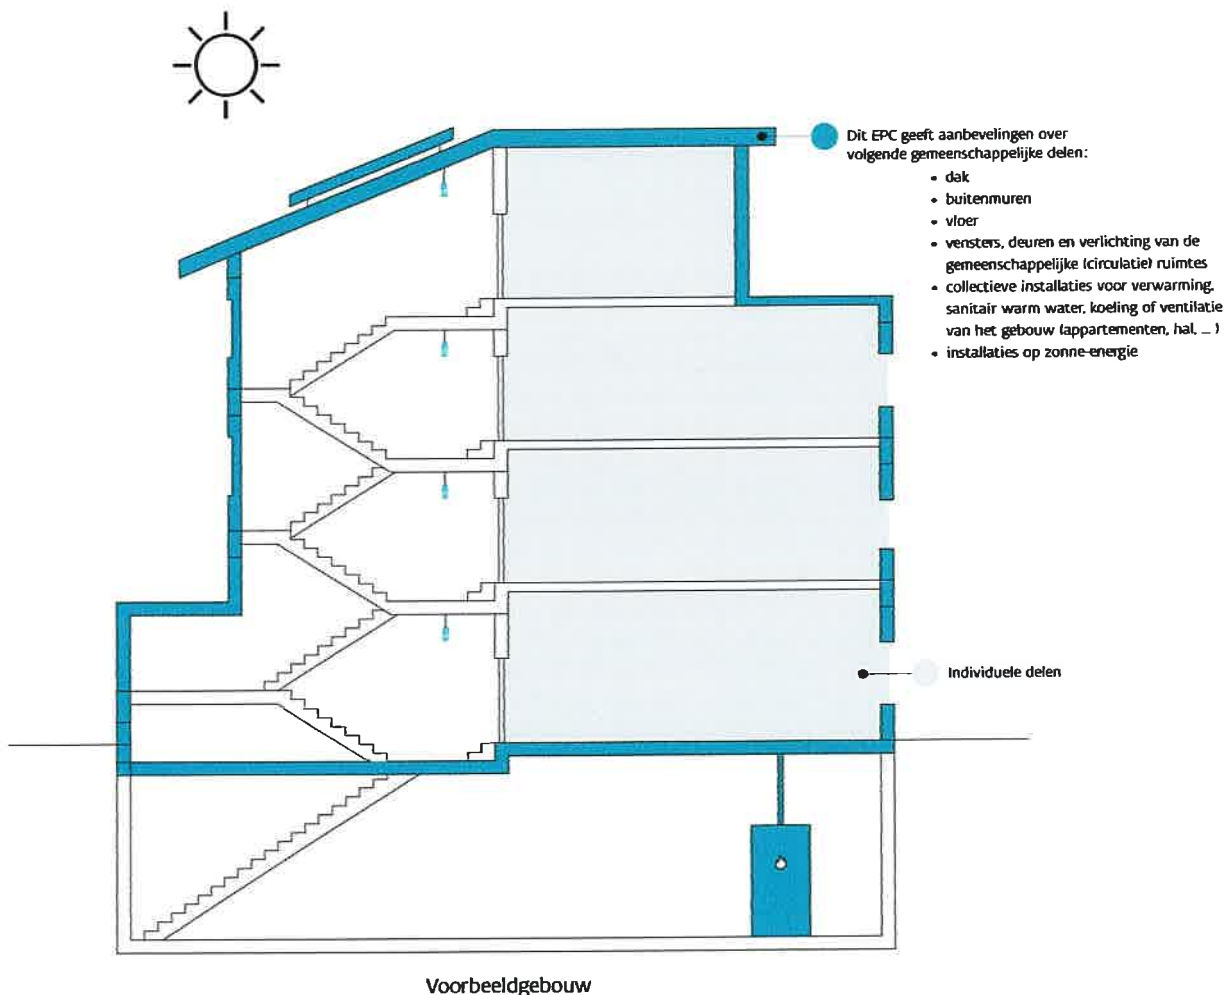 Dit EPC geeft aanbevelingen over
volgende gemeenschappelijke delen:
• dak
• buitenmuren
• vloer
• vensters, deuren en verlichting van de
gemeenschappelijke (circulatie) ruimtes
• collectieve installaties voor verwarming,
sanitair warm water, koeling of ventilatie
van het gebouw (appartementen, hal, ... )
• installaties op zonne-energie
Individuele delen
Voorbeeldgebouw